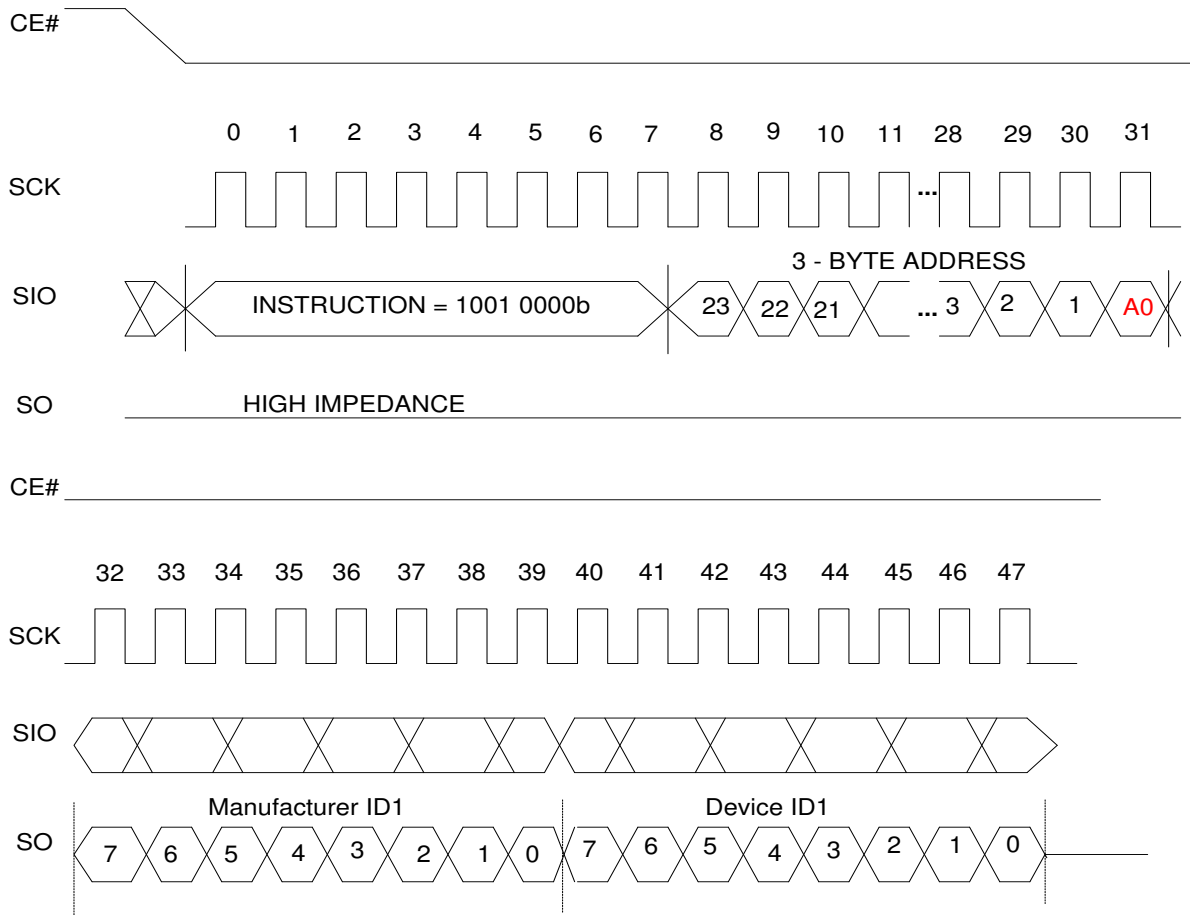 CE#
0 1 2 3 4 5 6 7 8 9 10 11 28 29 30 31
SCK ...
3 - BYTE ADDRESS
SIO INSTRUCTION = 1001 0000b 23 22 21 ... 3 2 1 A0
SO HIGH IMPEDANCE
CE#
32 33 34 35 36 37 38 39 40 41 42 43 44 45 46 47
SCK
SIO
Manufacturer ID1 Device ID1
SO 7 6 5 4 3 2 1 0 7 6 5 4 3 2 1 0